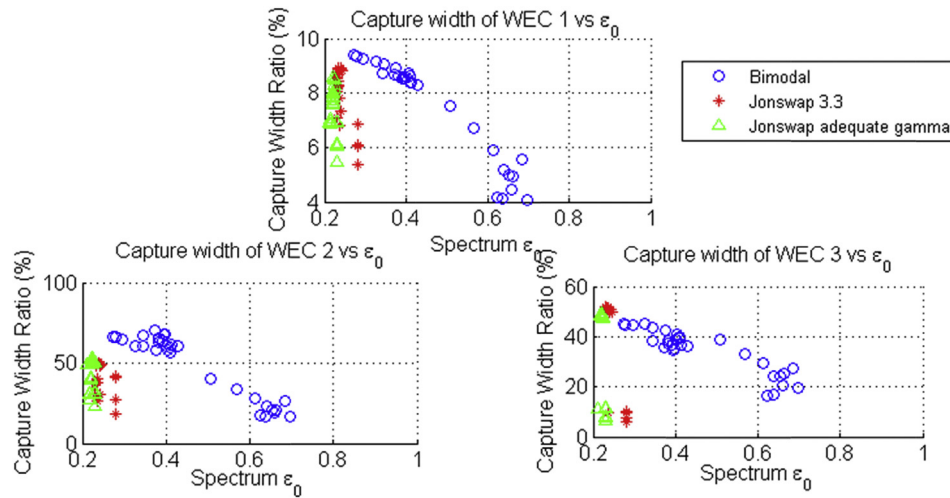 Capture width of WEC 1 vs ε0
Capture Width Ratio (%)
10
8
6
4
0.2 0.4 0.6 0.8 1
Spectrum ε0
Bimodal
Jonswap 3.3
Jonswap adequate gamma
Capture width of WEC 2 vs ε0
Capture Width Ratio (%)
100
50
0
0.2 0.4 0.6 0.8 1
Spectrum ε0
Capture width of WEC 3 vs ε0
Capture Width Ratio (%)
60
40
20
0
0.2 0.4 0.6 0.8 1
Spectrum ε0